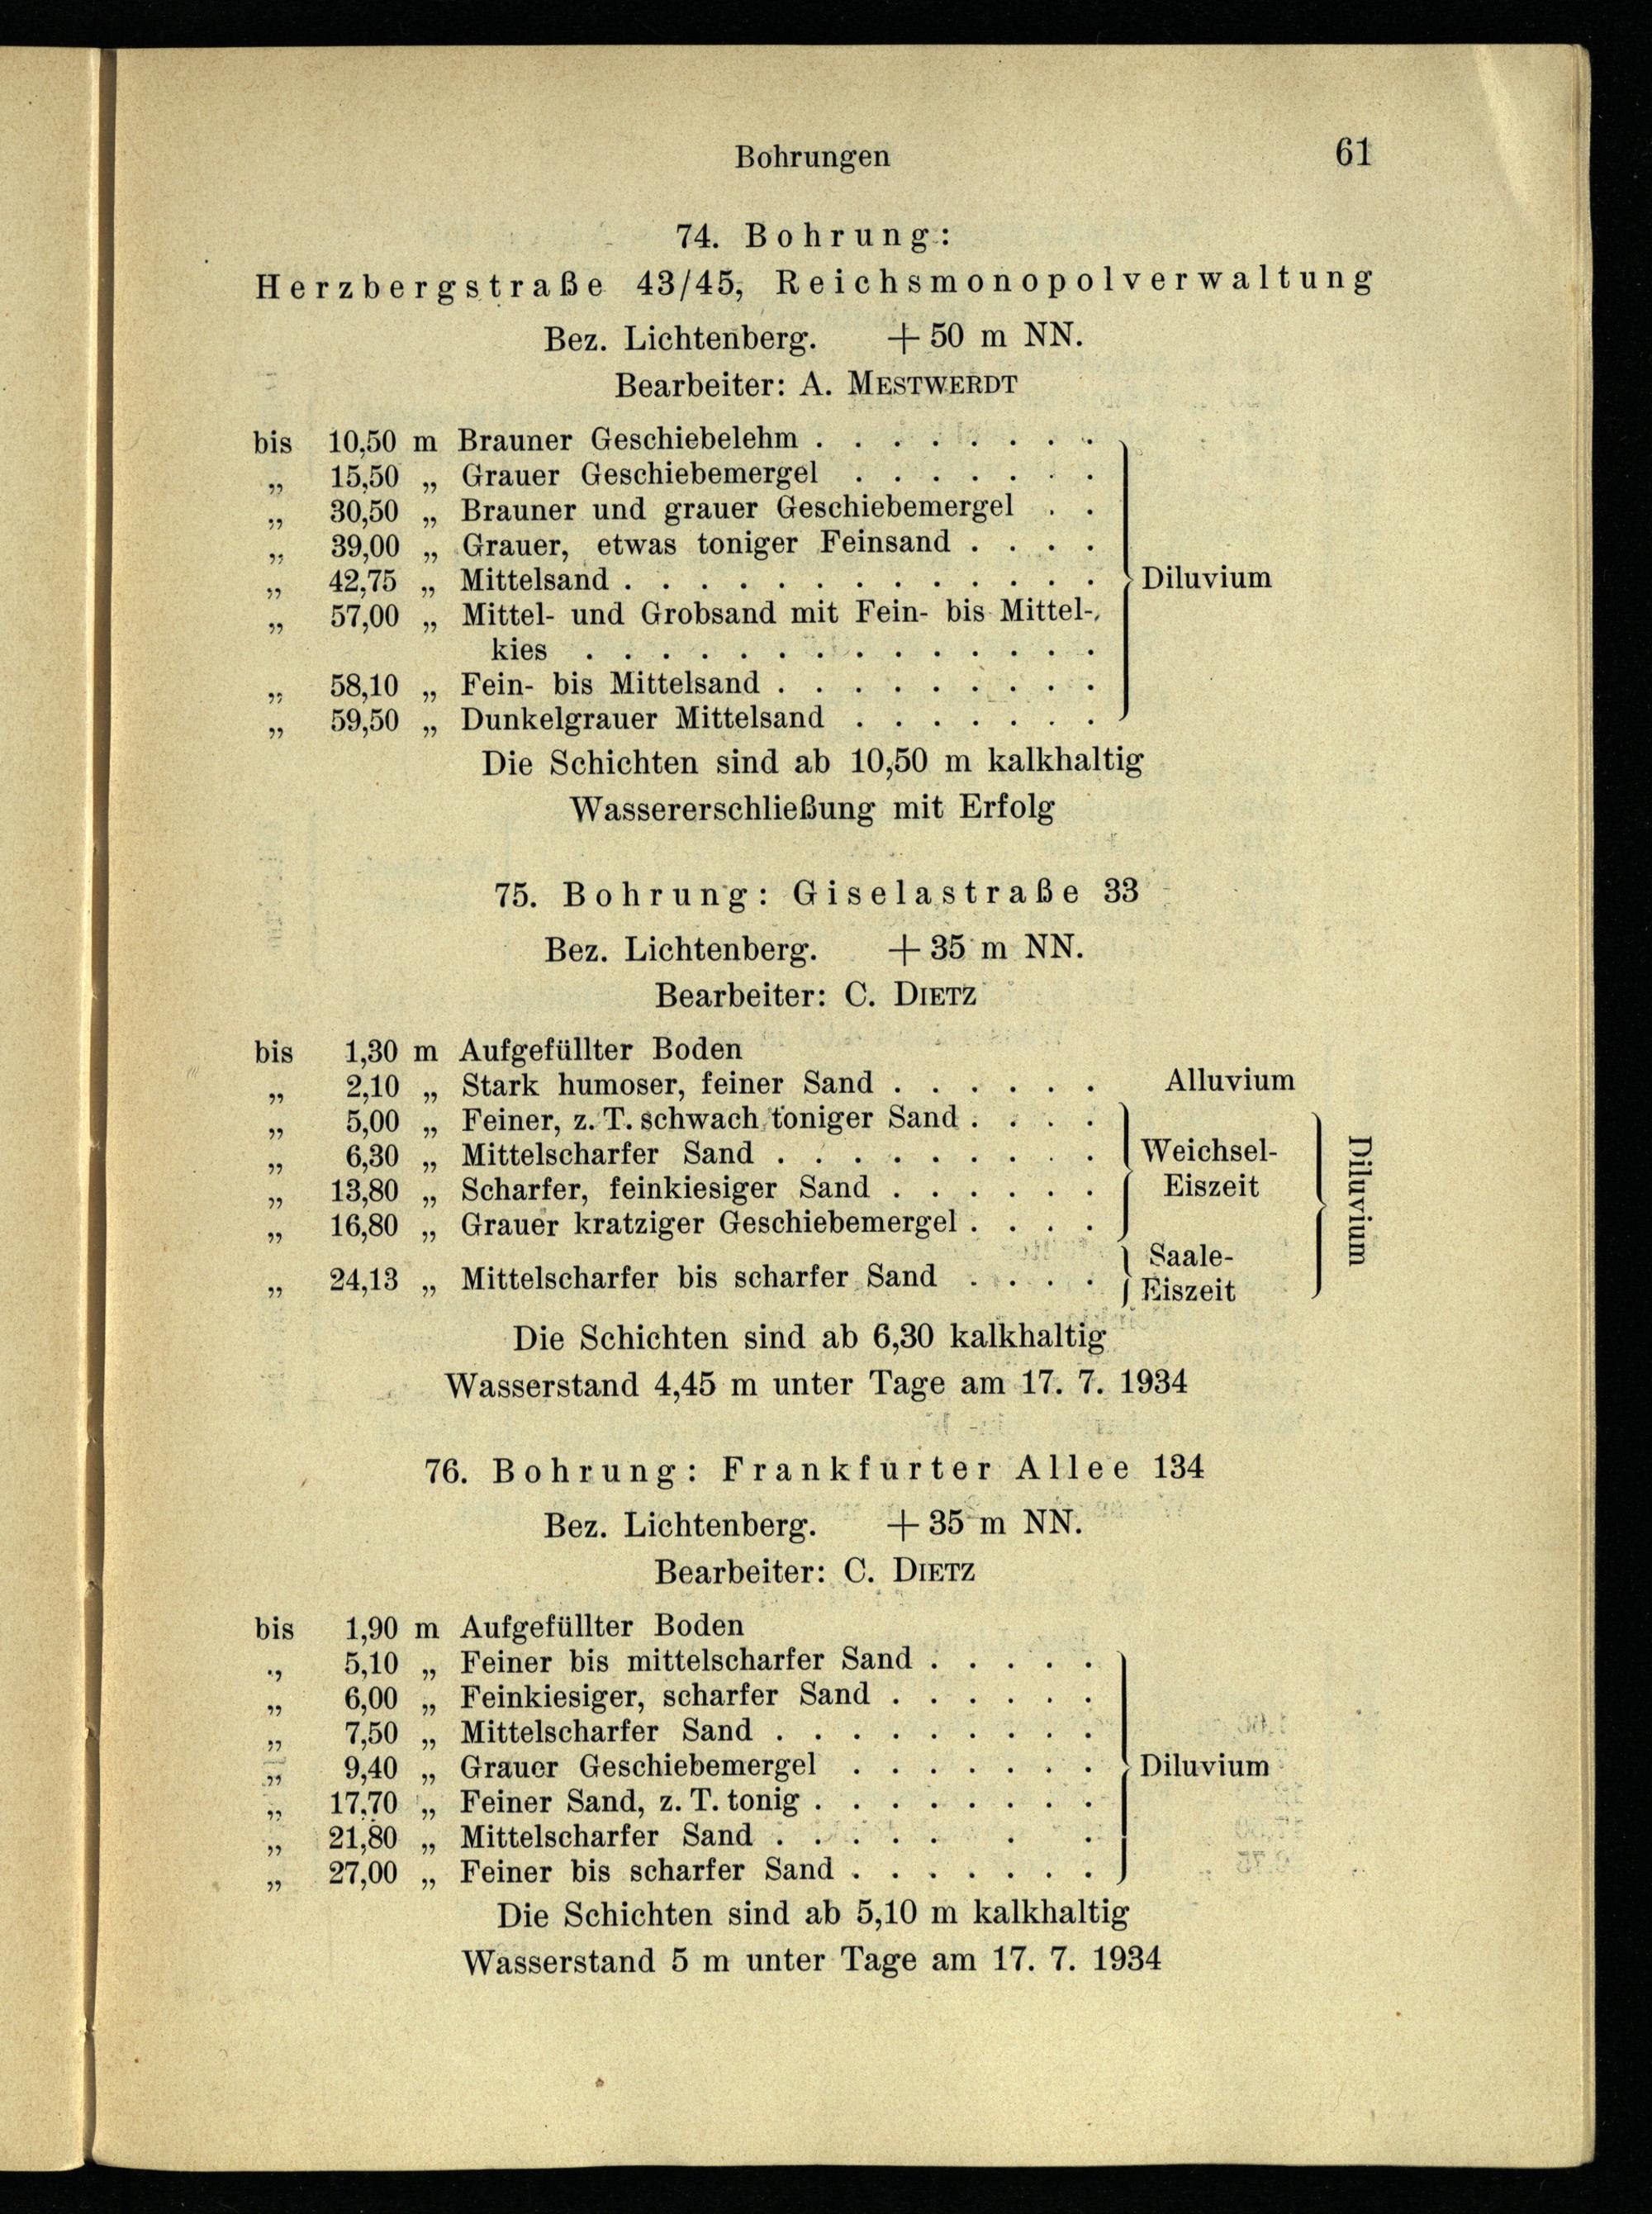 Bohrungen 61
74. Bohrung:
Herzbergstraße 43/45, Reichsmonopolverwaltung
Bez. Lichtenberg. + 50 m NN.
Bearbeiter: A. MESTWERDT
bis 10,50 m Brauner Geschiebelehm . . . . . . . .
„ 15,50 „ Grauer Geschiebemergel . . . . . . .
„ 30,50 „ Brauner und grauer Geschiebemergel . .
„ 39,00 „ Grauer, etwas toniger Feinsand . . . .
„ 42,75 „ Mittelsand . . . . . . . . . . . . . Diluvium
„ 57,00 „ Mittel- und Grobsand mit Fein- bis Mittel-
kies . . . . . . . . . . . . . .
„ 58,10 „ Fein- bis Mittelsand . . . . . . . . .
„ 59,50 „ Dunkelgrauer Mittelsand . . . . . . .
Die Schichten sind ab 10,50 m kalkhaltig
Wassererschließung mit Erfolg
75. Bohrung: Giselastraße 33
Bez. Lichtenberg. + 35 m NN.
Bearbeiter: C. DIETZ
bis 1,30 m Aufgefüllter Boden
„ 2,10 „ Stark humoser, feiner Sand . . . . . . Alluvium
„ 5,00 „ Feiner, z. T. schwach toniger Sand . . . .
„ 6,30 „ Mittelscharfer Sand . . . . . . . . . Weichsel-
„ 13,80 „ Scharfer, feinkiesiger Sand . . . . . . Eiszeit
„ 16,80 „ Grauer kratziger Geschiebemergel . . . .
Saale-
„ 24,13 „ Mittelscharfer bis scharfer Sand . . . .
Eiszeit
Diluvium
Die Schichten sind ab 6,30 kalkhaltig
Wasserstand 4,45 m unter Tage am 17. 7. 1934
76. Bohrung: Frankfurter Allee 134
Bez. Lichtenberg. + 35 m NN.
Bearbeiter: C. DIETZ
bis 1,90 m Aufgefüllter Boden
„ 5,10 „ Feiner bis mittelscharfer Sand . . . . .
„ 6,00 „ Feinkiesiger, scharfer Sand . . . . . .
„ 7,50 „ Mittelscharfer Sand . . . . . . . . .
„ 9,40 „ Grauer Geschiebemergel . . . . . . . Diluvium
„ 17,70 „ Feiner Sand, z. T. tonig . . . . . . . .
„ 21,80 „ Mittelscharfer Sand . . . . . . .
„ 27,00 „ Feiner bis scharfer Sand . . . . . . .
Die Schichten sind ab 5,10 m kalkhaltig
Wasserstand 5 m unter Tage am 17. 7. 1934